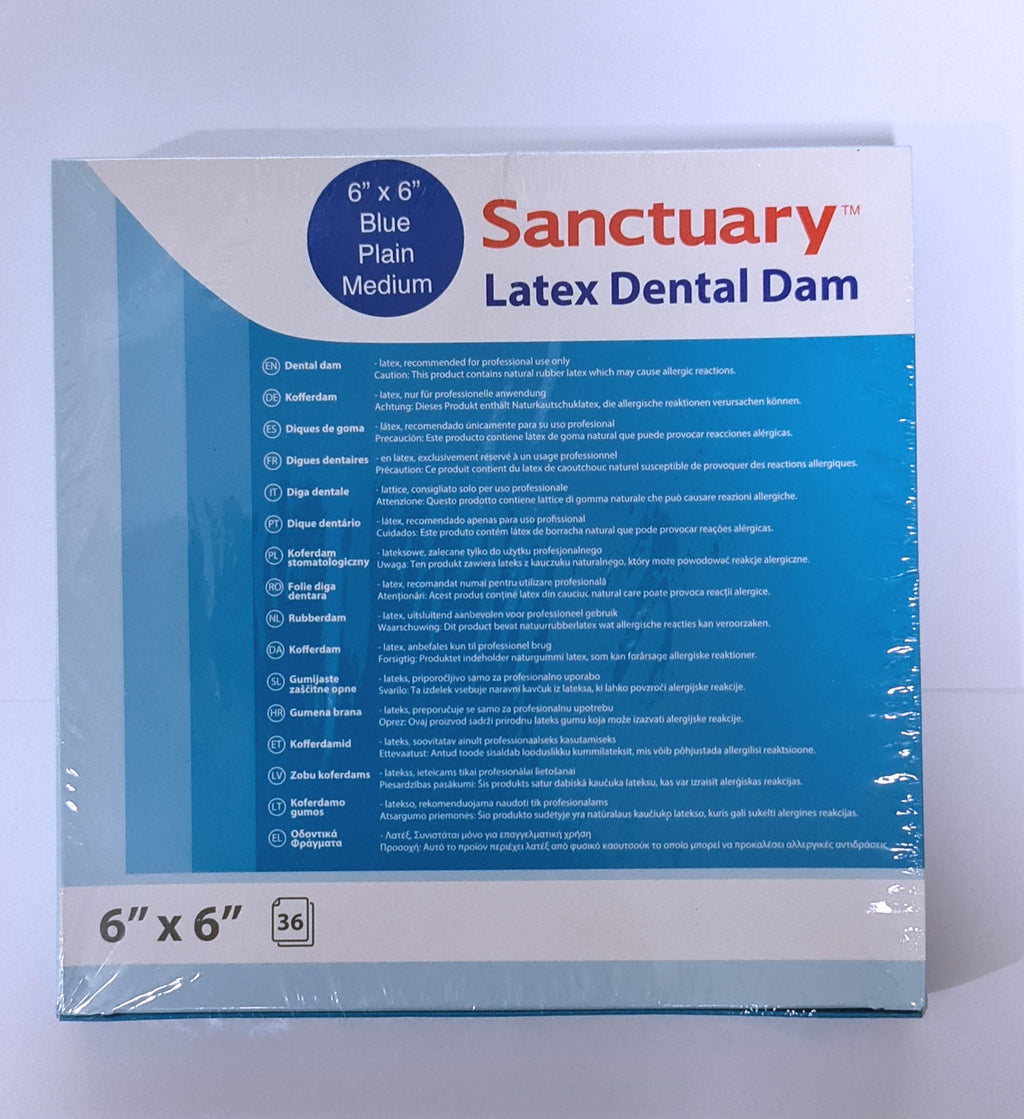 6” x 6”
Blue
Plain
Medium
Sanctuary™
Latex Dental Dam
EN Dental dam - latex, recommended for professional use only
Caution: This product contains natural rubber latex which may cause allergic reactions.
DE Kofferdam - latex, nur für professionelle anwendung
Achtung: Dieses Produkt enthält Naturkautschuklatex, die allergische reaktionen verursachen können.
ES Diques de goma - látex, recomendado únicamente para su uso profesional
Precaución: Este producto contiene látex de goma natural que puede provocar reacciones alérgicas.
FR Digues dentaires - en latex, exclusivement réservé à un usage professionnel
Précaution: Ce produit contient du latex de caoutchouc naturel susceptible de provoquer des reactions allergiques.
IT Diga dentale - lattice, consigliato solo per uso professionale
Attenzione: Questo prodotto contiene lattice di gomma naturale che può causare reazioni allergiche.
PT Dique dentário - látex, recomendado apenas para uso profissional
Cuidados: Este produto contém látex de borracha natural que pode provocar reações alérgicas.
PL Koferdam stomatologiczny - lateksowe, zalecane tylko do użytku profesjonalnego
Uwaga: Ten produkt zawiera lateks z kauczuku naturalnego, który może powodować reakcje alergiczne.
RO Folie diga dentara - latex, recomandat numai pentru utilizare profesională
Atenționări: Acest produs conține latex din cauciuc natural care poate provoca reacții alergice.
NL Rubberdam - latex, uitsluitend aanbevolen voor professioneel gebruik
Waarschuwing: Dit product bevat natuurrubberlatex wat allergische reacties kan veroorzaken.
DA Kofferdam - latex, anbefales kun til professionel brug
Forsigtig: Produktet indeholder naturgummi latex, som kan forårsage allergiske reaktioner.
SL Gumijaste zaščitne opne - lateks, priporočljivo samo za profesionalno uporabo
Svarilo: Ta izdelek vsebuje naravni kavčuk iz lateksa, ki lahko povzroči alergijske reakcije.
HR Gumena brana - lateks, preporučuje se samo za profesionalnu upotrebu
Oprez: Ovaj proizvod sadrži prirodnu lateks gumu koja može izazvati alergijske reakcije.
ET Kofferdamid - lateks, soovitatav ainult professionaalseks kasutamiseks
Ettevaatust: Antud toode sisaldab looduslikku kummilateksit, mis võib põhjustada allergilisi reaktsioone.
LV Zobu koferdams - latekss, ieteicams tikai profesionālai lietošanai
Piesardzības pasākumi: Šis produkts satur dabiskā kaučuka lateksu, kas var izraisīt alerģiskas reakcijas.
LT Koferdamo gumos - latekso, rekomenduojama naudoti tik profesionalams
Atsargumo priemonės: Šio produkto sudėtyje yra natūralaus kaučiuko latekso, kuris gali sukelti alergines reakcijas.
EL Οδοντικά Φράγματα - Λατέξ, Συνιστάται μόνο για επαγγελματική χρήση
Προσοχή: Αυτό το προϊόν περιέχει λατέξ από φυσικό καουτσούκ το οποίο μπορεί να προκαλέσει αλλεργικές αντιδράσεις
6” x 6”
36